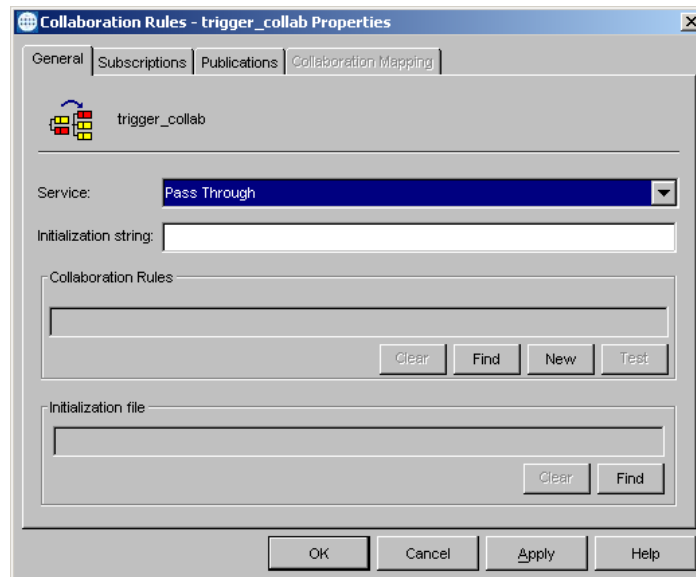 Collaboration Rules - trigger_collab Properties
General Subscriptions Publications Collaboration Mapping
trigger_collab
Service: Pass Through
Initialization string:
Collaboration Rules
Clear Find New Test
Initialization file
Clear Find
OK Cancel Apply Help